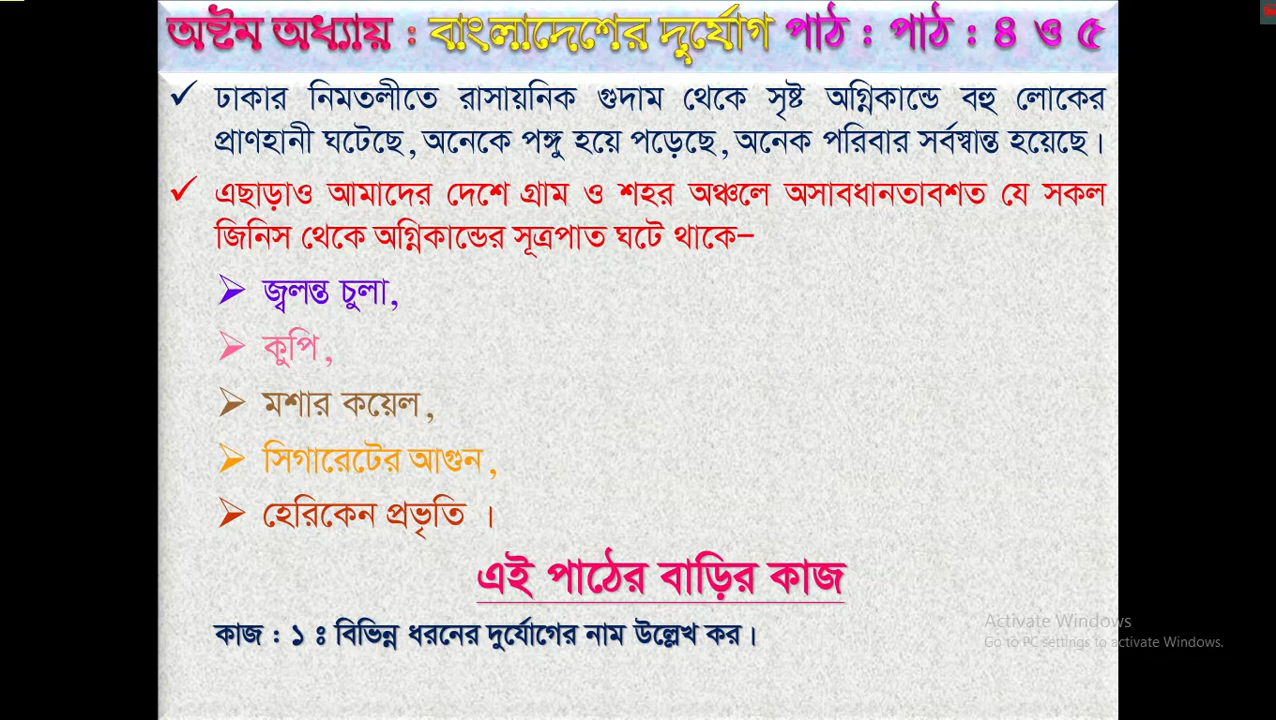 অষ্টম অধ্যায় : বাংলাদেশের দুর্যোগ পাঠ : পাঠ : ৪ ও ৫
✓ ঢাকার নিমতলীতে রাসায়নিক গুদাম থেকে সৃষ্ট অগ্নিকান্ডে বহু লোকের
প্রাণহানী ঘটেছে, অনেকে পঙ্গু হয়ে পড়েছে, অনেক পরিবার সর্বস্বান্ত হয়েছে।
✓ এছাড়াও আমাদের দেশে গ্রাম ও শহর অঞ্চলে অসাবধানতাবশত যে সকল
জিনিস থেকে অগ্নিকান্ডের সূত্রপাত ঘটে থাকে–
➢ জ্বলন্ত চুলা,
➢ কুপি,
➢ মশার কয়েল,
➢ সিগারেটের আগুন,
➢ হেরিকেন প্রভৃতি ।
এই পাঠের বাড়ির কাজ
কাজ : ১ ঃ বিভিন্ন ধরনের দুর্যোগের নাম উল্লেখ কর।
Activate Windows
Go to PC settings to activate Windows.